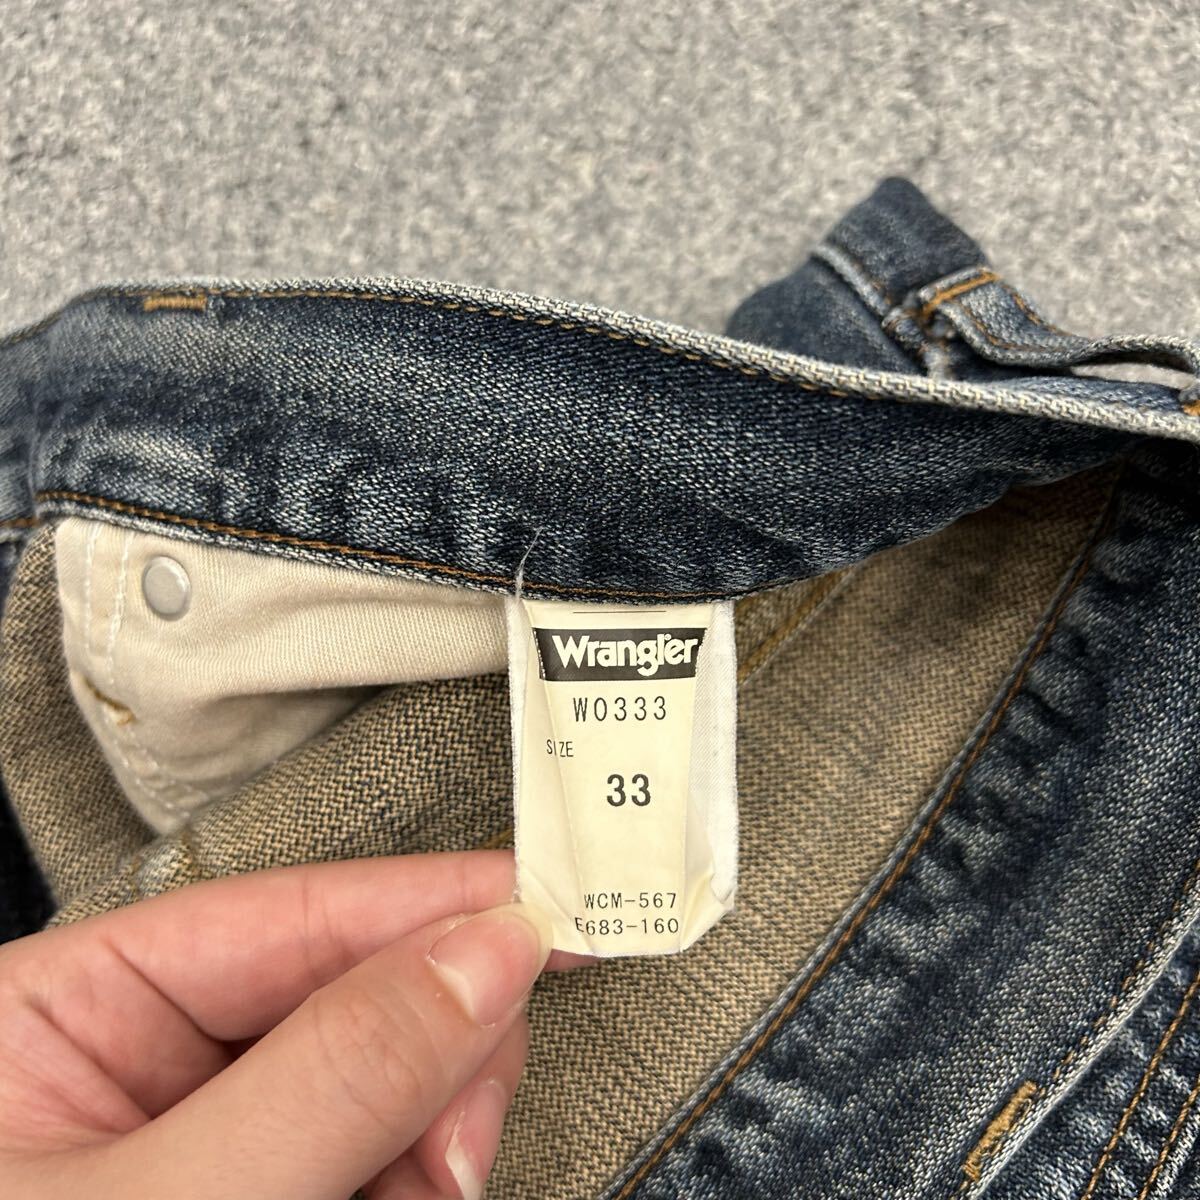 Wrangler
W0333
SIZE
33
WCM-567
E683-160